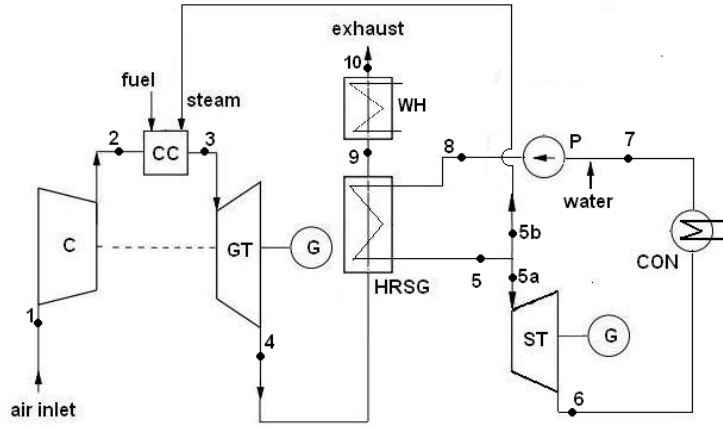 exhaust
10
fuel
steam
WH
2
3
9
8
P
7
CC
water
C
GT
G
5b
CON
HRSG
5
5a
1
4
ST
G
6
air inlet